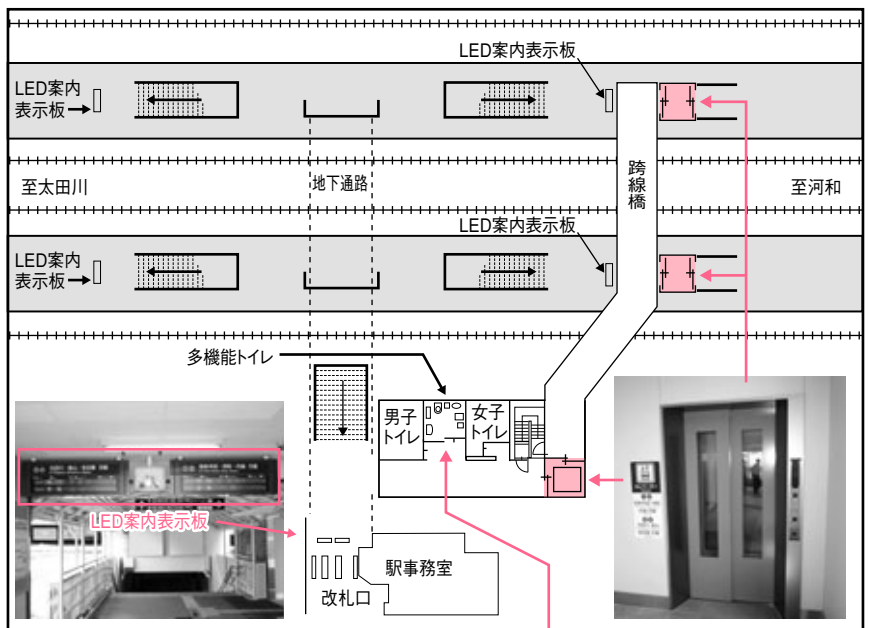 LED案内表示板
LED案内
表示板
至太田川
地下通路
跨線橋
至河和
LED案内表示板
LED案内
表示板
多機能トイレ
男子
トイレ
女子
トイレ
LED案内表示板
駅事務室
改札口